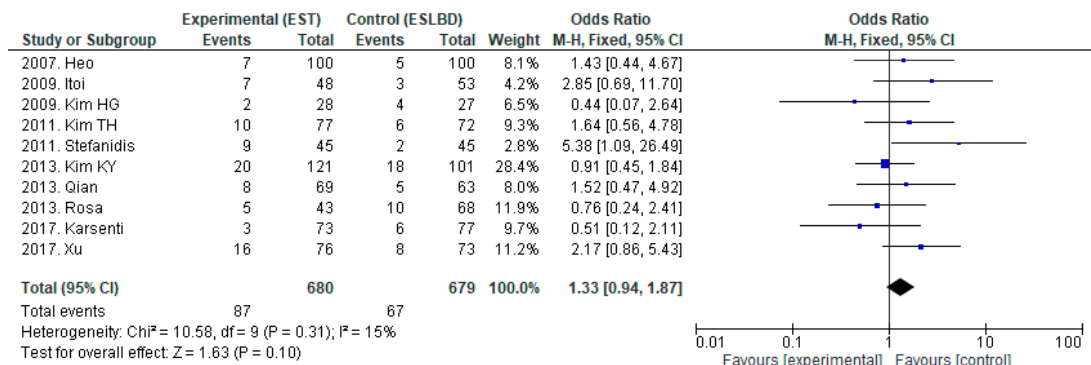 Experimental (EST) Control (ESLBD) Odds Ratio Odds Ratio
Study or Subgroup Events Total Events Total Weight M-H, Fixed, 95% CI M-H, Fixed, 95% CI
2007. Heo 7 100 5 100 8.1% 1.43 [0.44, 4.67]
2009. Itoi 7 48 3 53 4.2% 2.85 [0.69, 11.70]
2009. Kim HG 2 28 4 27 6.5% 0.44 [0.07, 2.64]
2011. Kim TH 10 77 6 72 9.3% 1.64 [0.56, 4.78]
2011. Stefanidis 9 45 2 45 2.8% 5.38 [1.09, 26.49]
2013. Kim KY 20 121 18 101 28.4% 0.91 [0.45, 1.84]
2013. Qian 8 69 5 63 8.0% 1.52 [0.47, 4.92]
2013. Rosa 5 43 10 68 11.9% 0.76 [0.24, 2.41]
2017. Karsenti 3 73 6 77 9.7% 0.51 [0.12, 2.11]
2017. Xu 16 76 8 73 11.2% 2.17 [0.86, 5.43]
Total (95% CI) 680 679 100.0% 1.33 [0.94, 1.87]
Total events 87 67
Heterogeneity: Chi² = 10.58, df = 9 (P = 0.31); I² = 15%
Test for overall effect: Z = 1.63 (P = 0.10)
0.01 0.1 1 10 100
Favours [experimental] Favours [control]